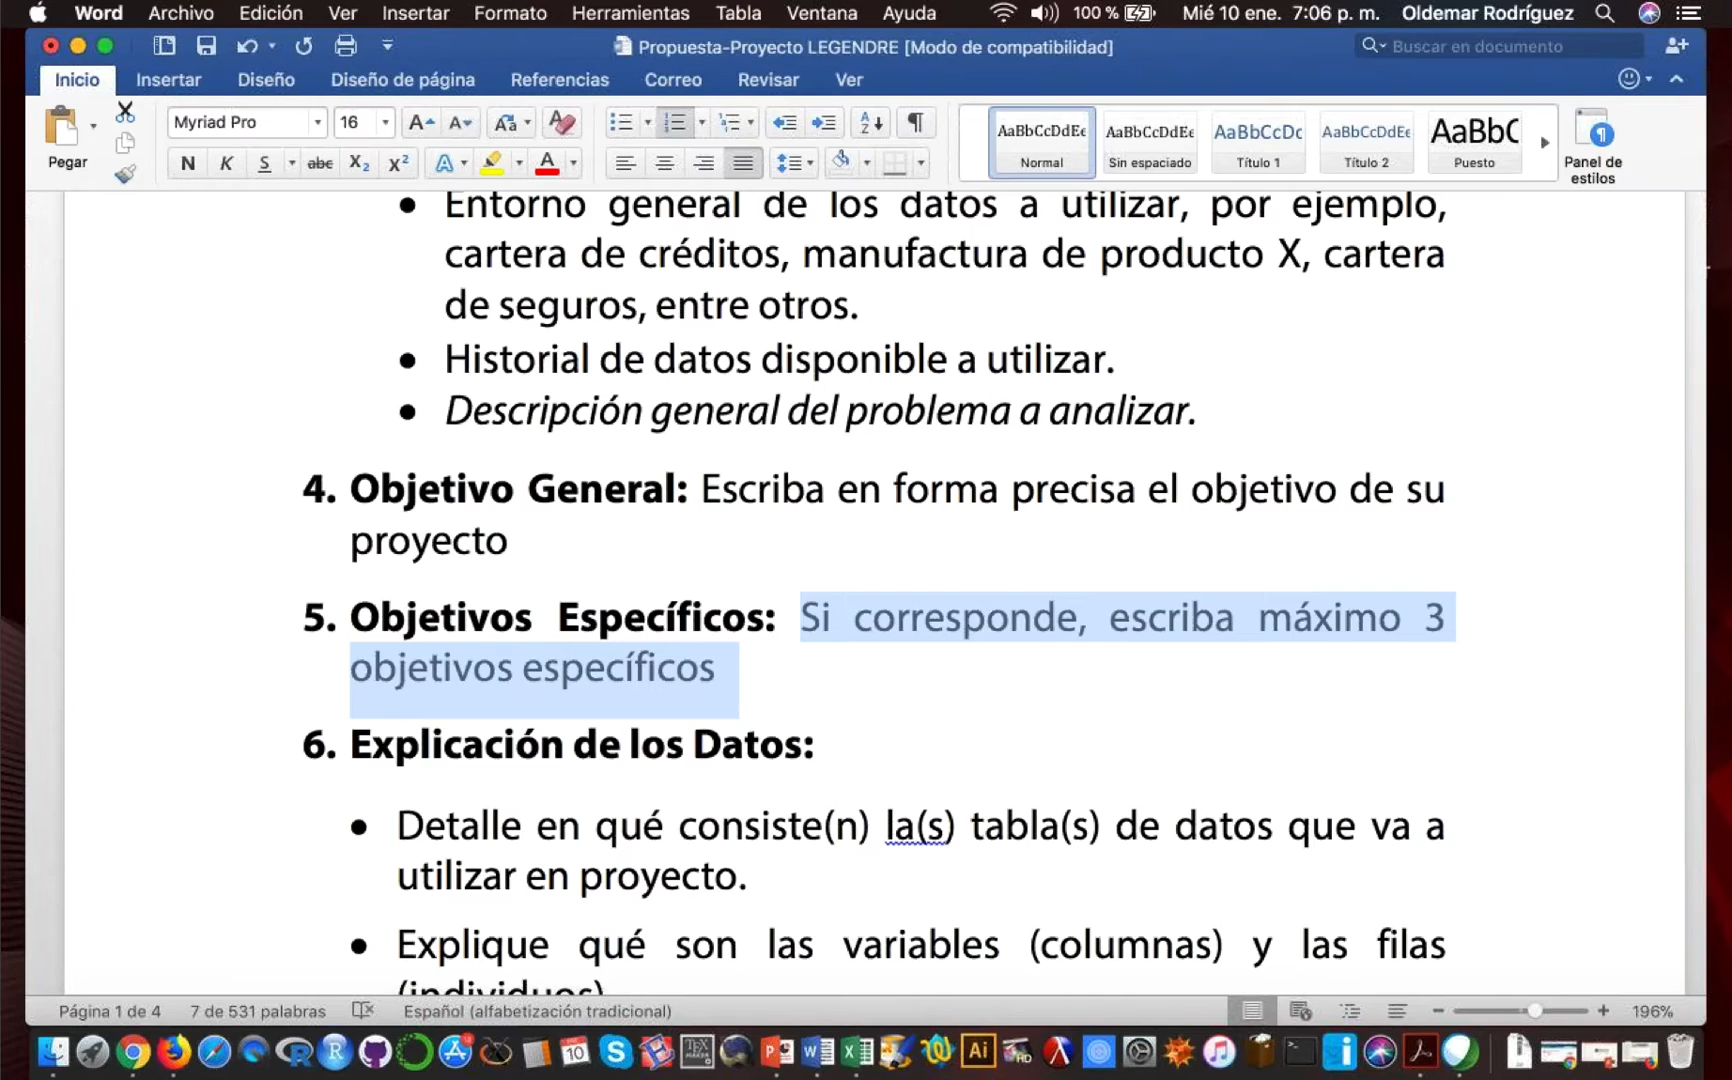 Word Archivo Edición Ver Insertar Formato Herramientas Tabla Ventana Ayuda 100 % Mié 10 ene. 7:06 p. m. Oldemar Rodríguez
Propuesta-Proyecto LEGENDRE [Modo de compatibilidad] Buscar en documento
Inicio Insertar Diseño Diseño de página Referencias Correo Revisar Ver
Myriad Pro 16
AaBbCcDdEe AaBbCcDdEe AaBbCcDc AaBbCcDdEe AaBbC
Pegar Normal Sin espaciado Título 1 Título 2 Puesto Panel de
estilos
N K S abc X₂ X² A A
• Entorno general de los datos a utilizar, por ejemplo,
cartera de créditos, manufactura de producto X, cartera
de seguros, entre otros.
• Historial de datos disponible a utilizar.
• Descripción general del problema a analizar.
4. Objetivo General: Escriba en forma precisa el objetivo de su
proyecto
5. Objetivos Específicos: Si corresponde, escriba máximo 3
objetivos específicos
6. Explicación de los Datos:
• Detalle en qué consiste(n) la(s) tabla(s) de datos que va a
utilizar en proyecto.
• Explique qué son las variables (columnas) y las filas
(individuos)
Página 1 de 4 7 de 531 palabras Español (alfabetización tradicional) 196%